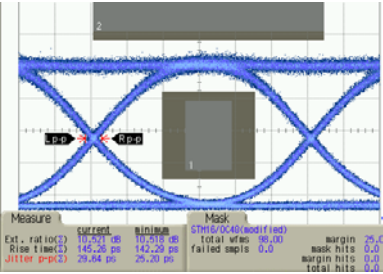 2
Lp-p Rp-p
1
Measure
current minimum
Ext. ratio(Σ) 10.521 dB 10.518 dB
Rise time(Σ) 145.26 ps 142.29 ps
Jitter p-p(Σ) 29.84 ps 25.20 ps
Mask
STM16/OC48(modified)
total wfms 98.00 margin 25.0
failed smpls 0.0 mask hits 0.0
margin hits 0.0
total hits 0.0